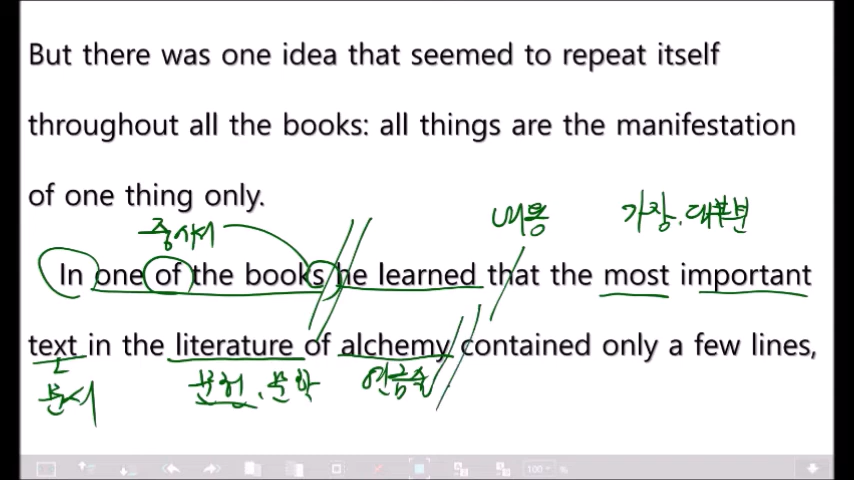 But there was one idea that seemed to repeat itself
throughout all the books: all things are the manifestation
of one thing only.
중에서 내용 가장. 대부분
In one of the books he learned that the most important
text in the literature of alchemy contained only a few lines,
문서 문헌. 문학 연금술
100 %